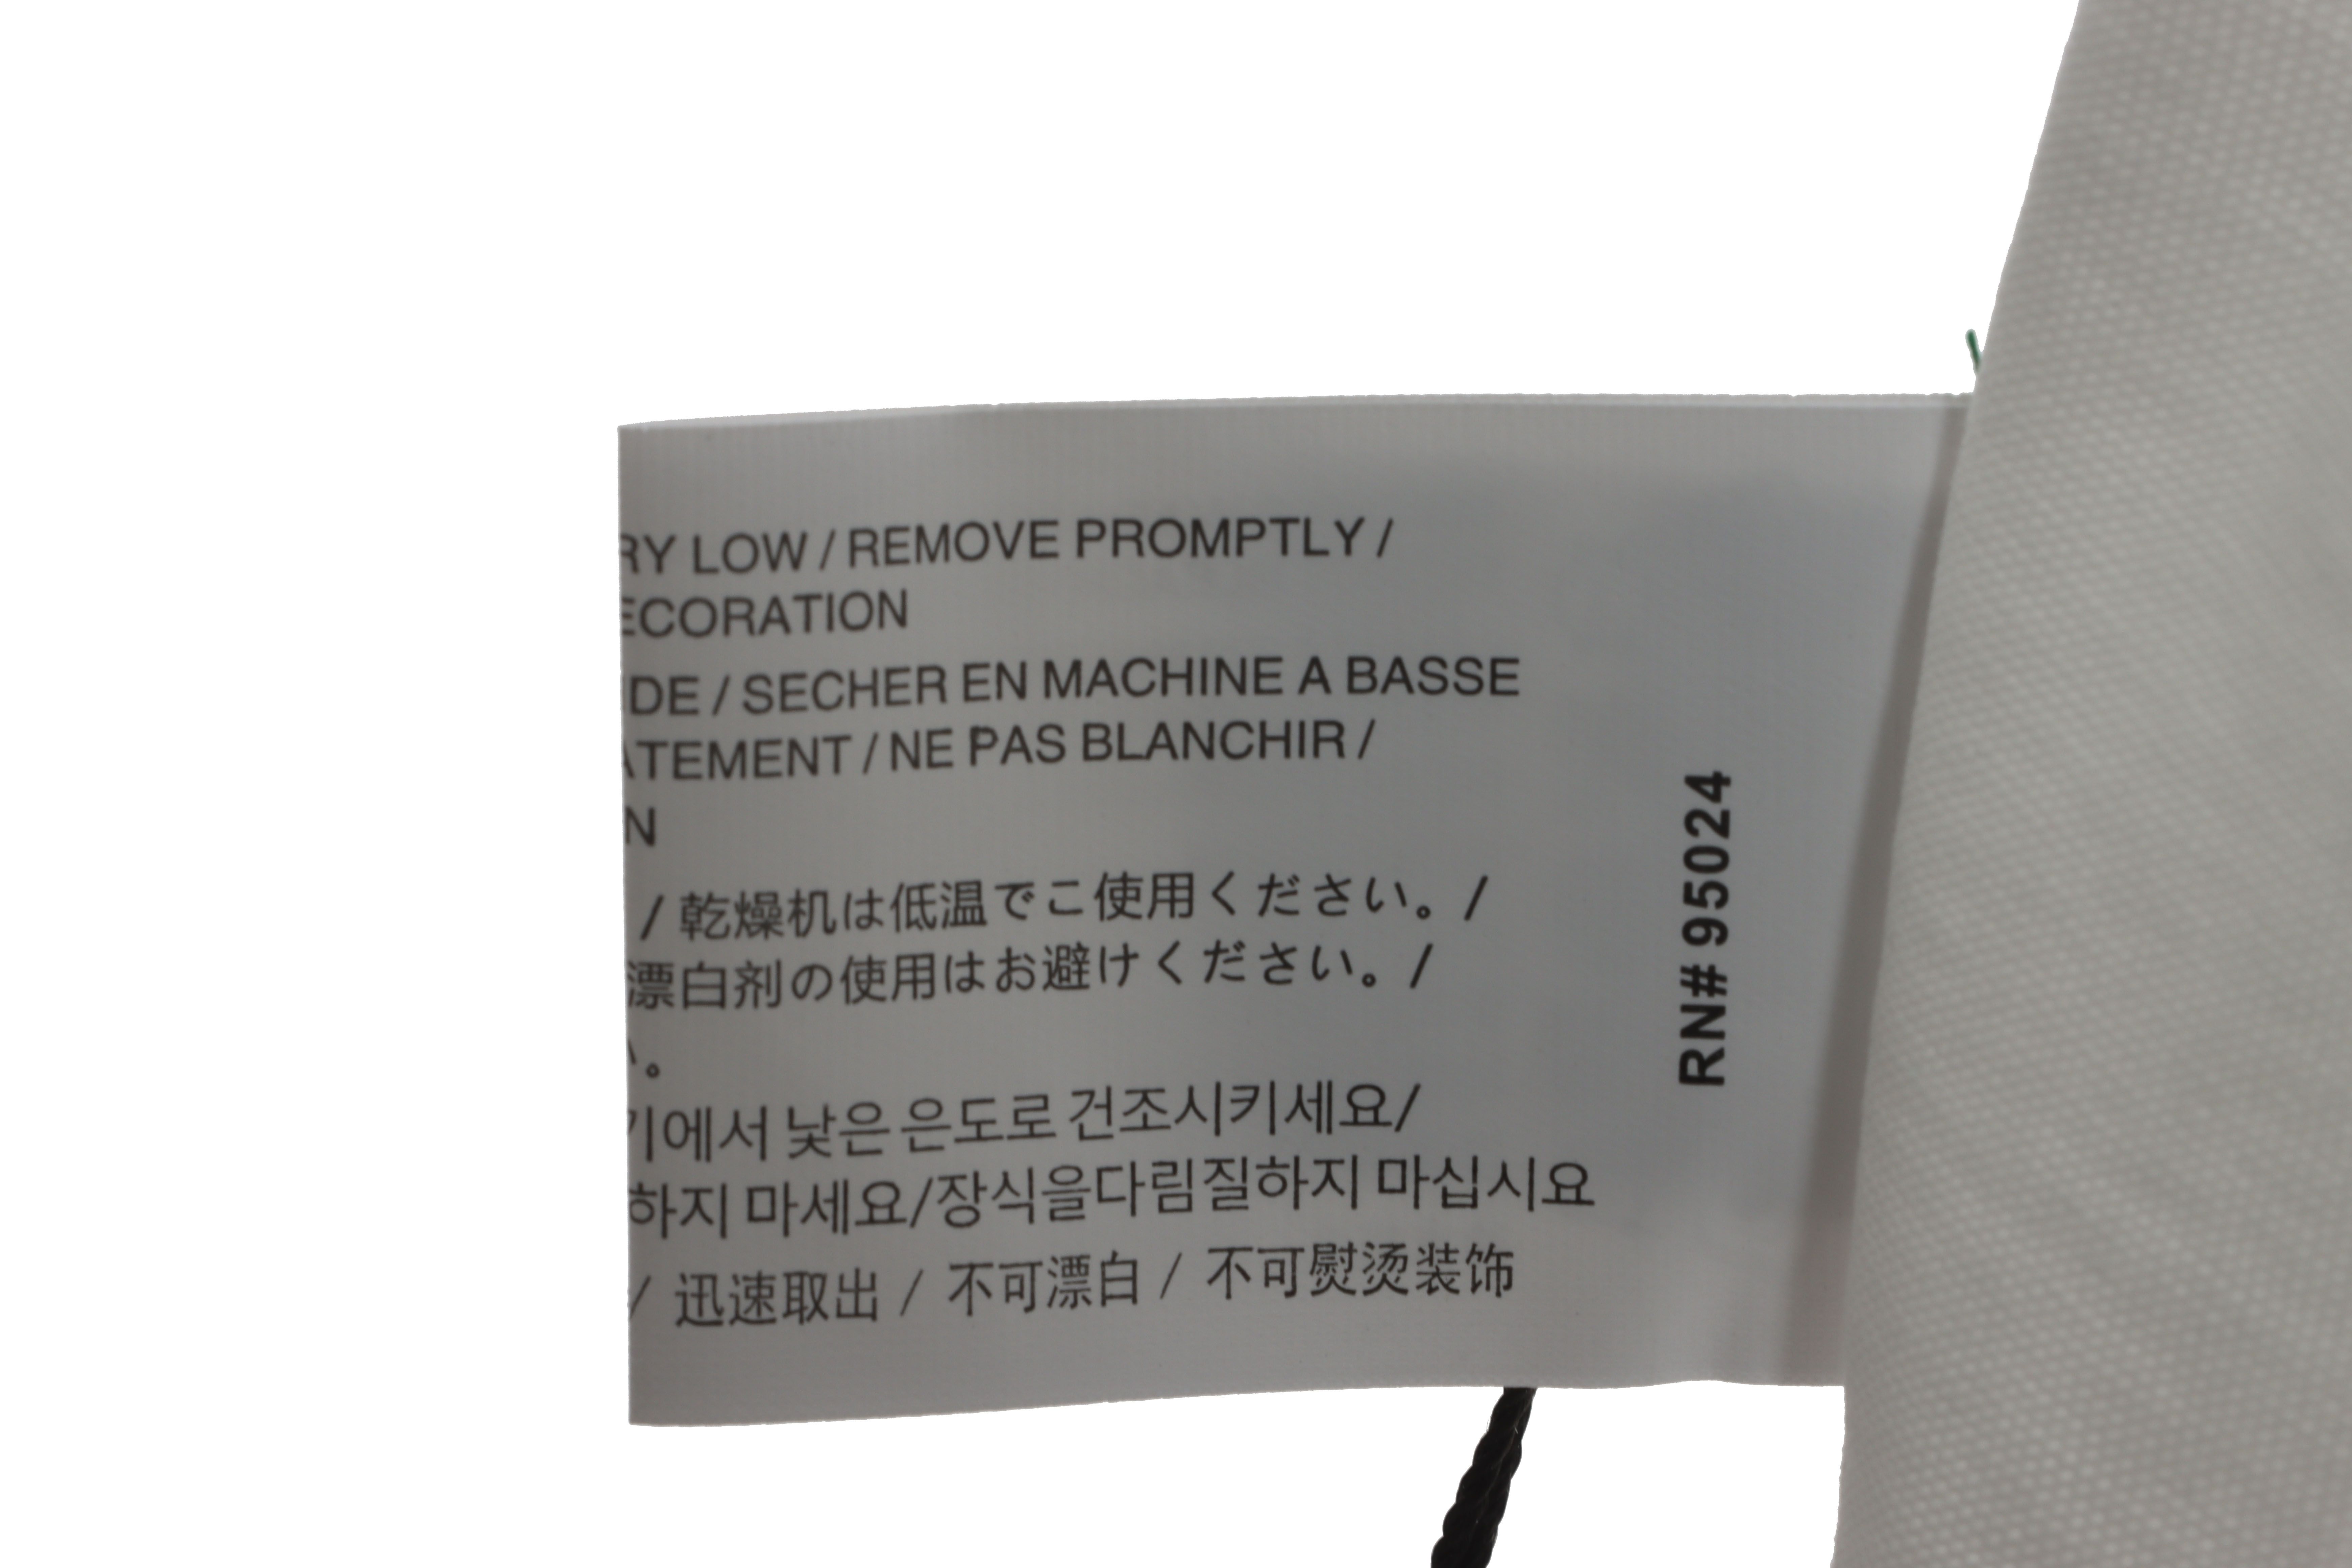 RY LOW / REMOVE PROMPTLY /
ECORATION
DE / SECHER EN MACHINE A BASSE
ATEMENT / NE PAS BLANCHIR /
N
/ 乾燥机は低温でこ使用ください。/
漂白剤の使用はお避けください。/
。
기에서 낮은 은도로 건조시키세요/
하지 마세요/장식을다림질하지 마십시요
/ 迅速取出 / 不可漂白 / 不可熨烫装饰
RN# 95024